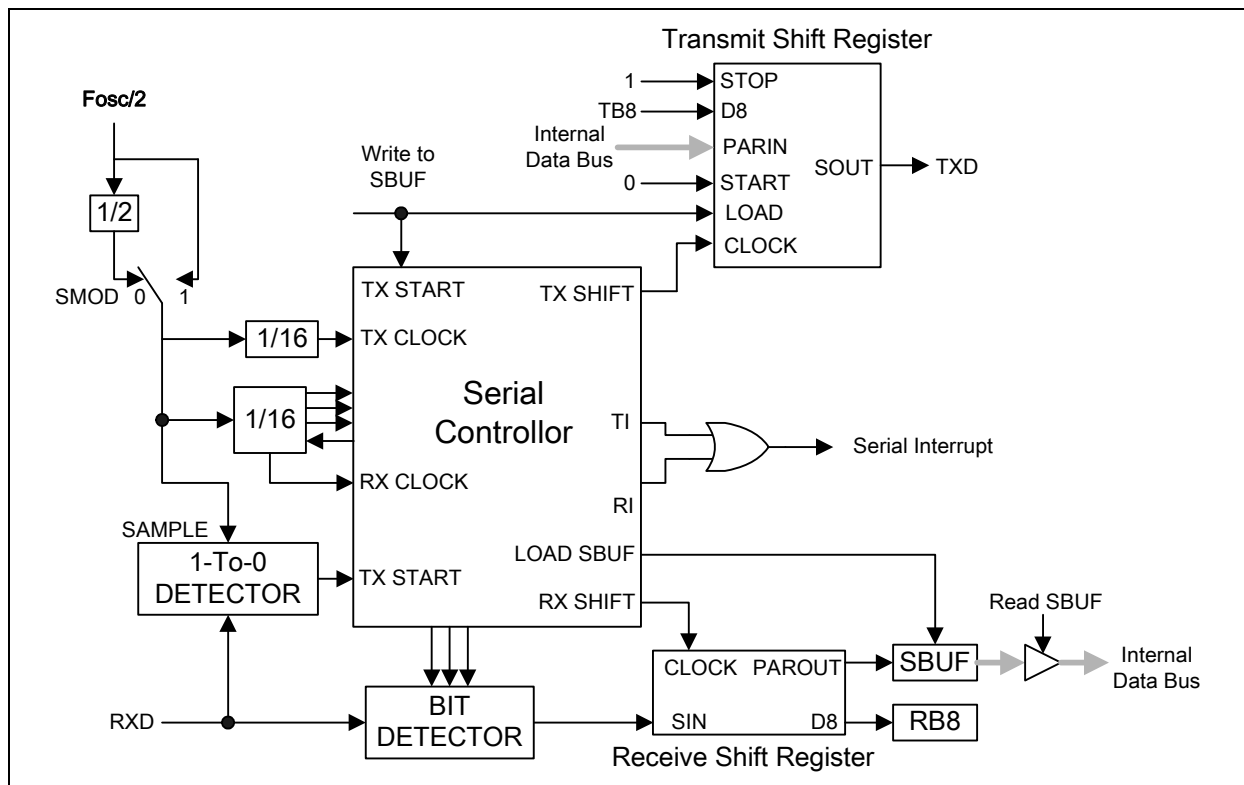 Transmit Shift Register
1
STOP
TB8
D8
Internal
Data Bus
PARIN
0
START
SOUT
TXD
LOAD
CLOCK
Fosc/2
1/2
SMOD
0
1
Write to
SBUF
TX START
TX SHIFT
1/16
TX CLOCK
Serial
Controllor
1/16
TI
Serial Interrupt
RX CLOCK
RI
SAMPLE
1-To-0
DETECTOR
TX START
LOAD SBUF
RX SHIFT
Read SBUF
CLOCK
PAROUT
SBUF
Internal
Data Bus
RXD
BIT
DETECTOR
SIN
D8
RB8
Receive Shift Register